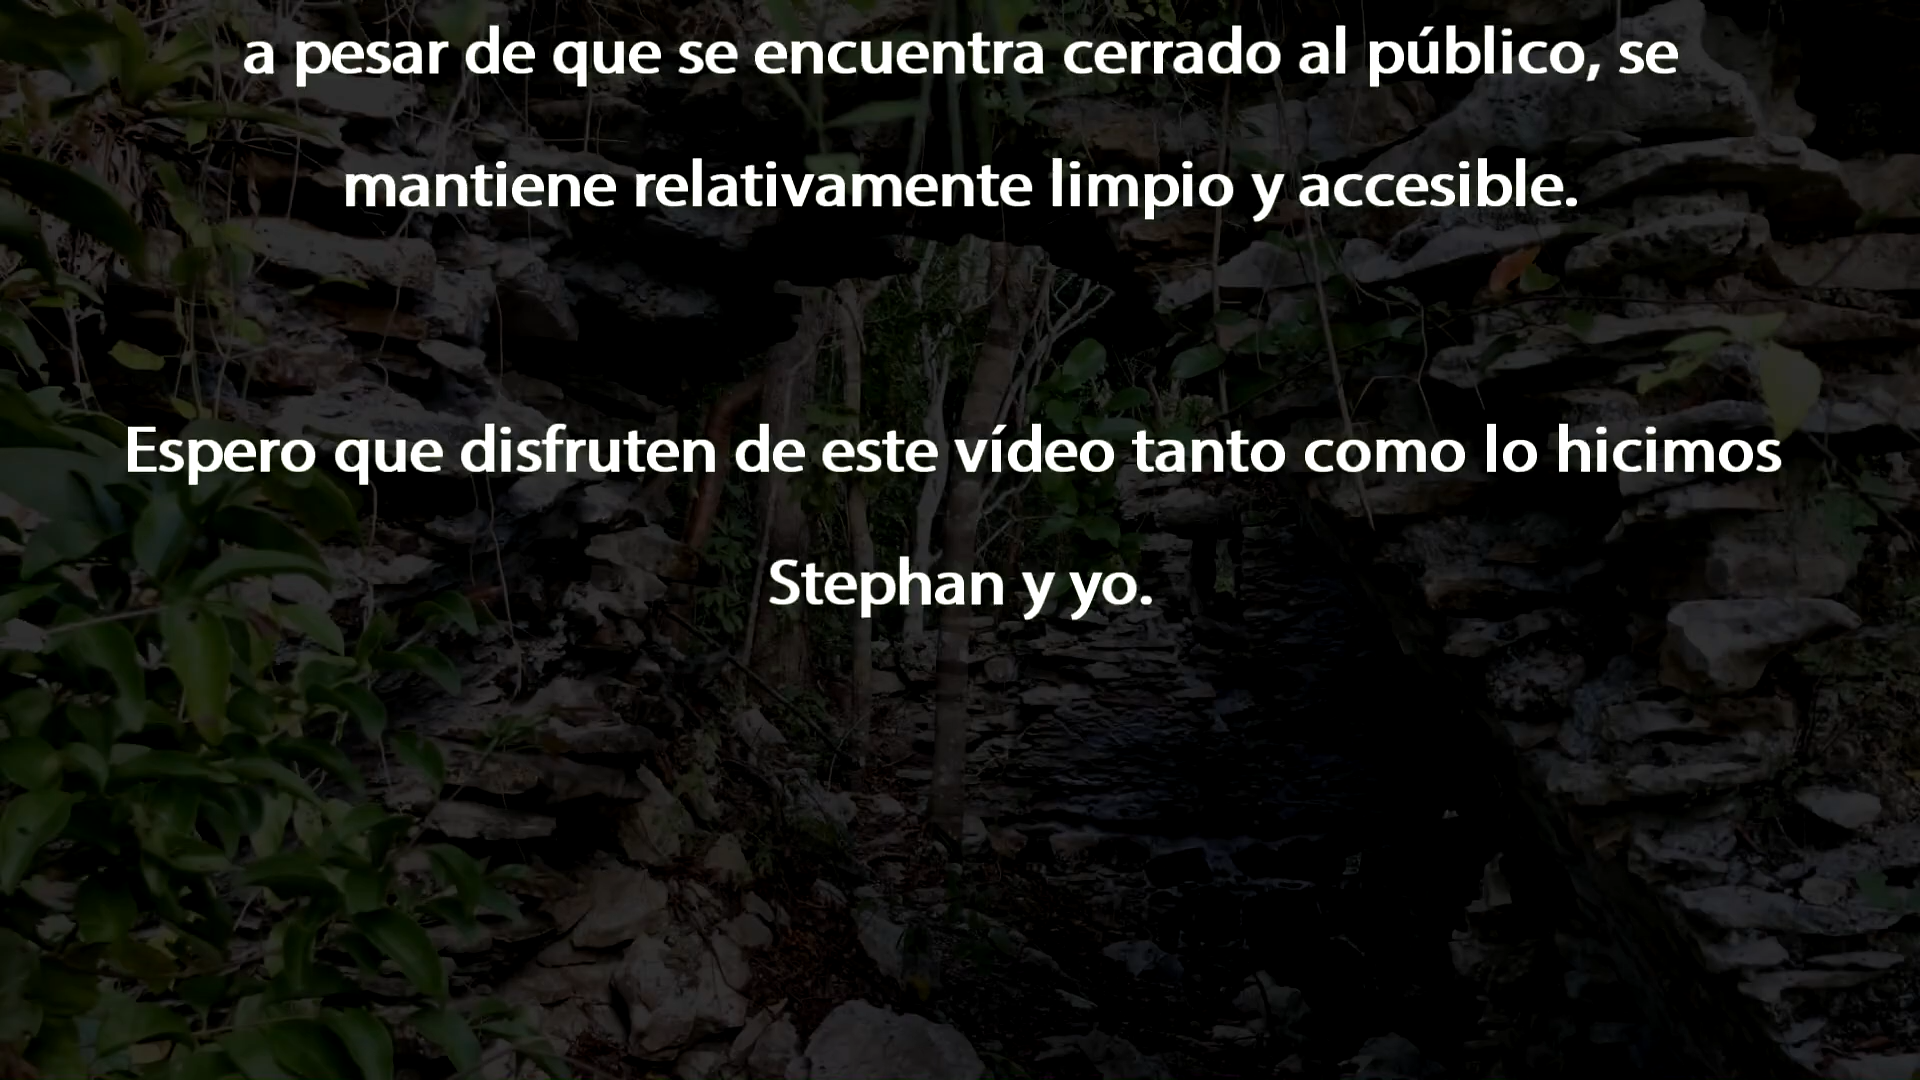 a pesar de que se encuentra cerrado al público, se
mantiene relativamente limpio y accesible.
Espero que disfruten de este vídeo tanto como lo hicimos
Stephan y yo.